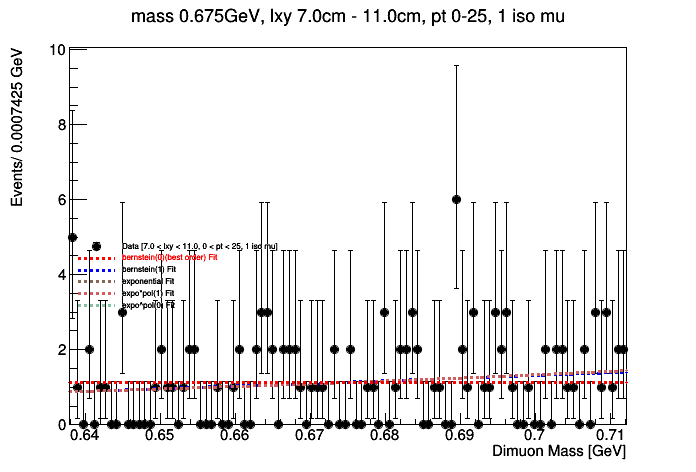 mass 0.675GeV, lxy 7.0cm - 11.0cm, pt 0-25, 1 iso mu
Events/ 0.0007425 GeV
10
8
6
4
2
0
Data [7.0 < lxy < 11.0, 0 < pt < 25, 1 iso mu]
bernstein(0)(best order) Fit
bernstein(1) Fit
exponential Fit
expo*pol(1) Fit
expo*pol(0) Fit
0.64 0.65 0.66 0.67 0.68 0.69 0.7 0.71
Dimuon Mass [GeV]